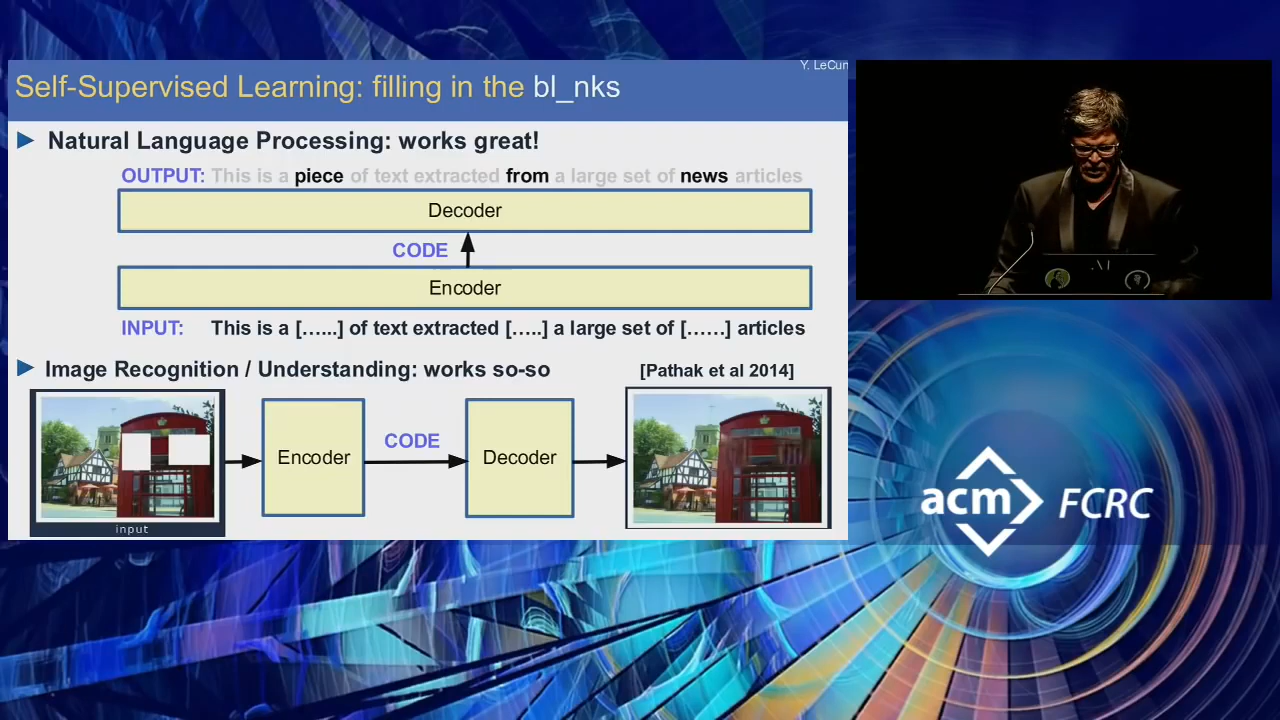 Y. LeCun
Self-Supervised Learning: filling in the bl_nks
Natural Language Processing: works great!
OUTPUT: This is a piece of text extracted from a large set of news articles
Decoder
CODE
Encoder
INPUT: This is a […...] of text extracted […..] a large set of [……] articles
Image Recognition / Understanding: works so-so
[Pathak et al 2014]
Encoder
CODE
Decoder
input
acm FCRC